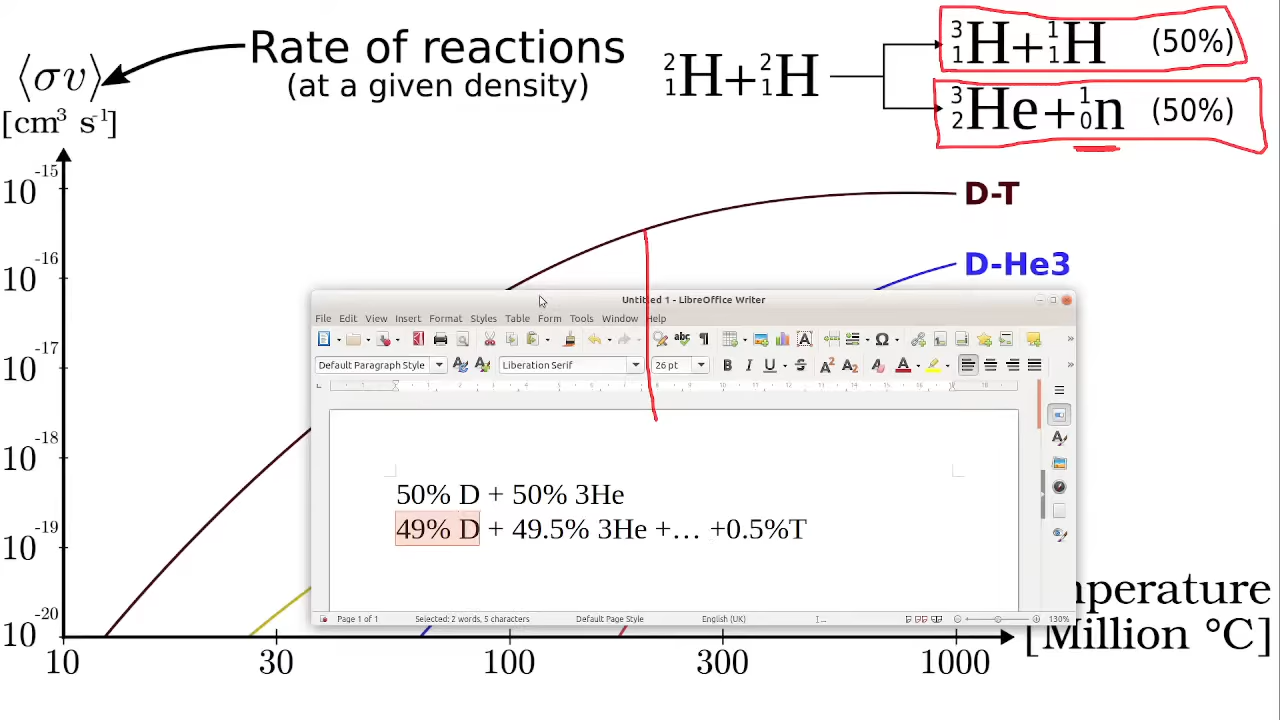 Rate of reactions
(at a given density)
⟨σv⟩
[cm³ s⁻¹]
²₁H+²₁H
³₁H+¹₁H (50%)
³₂He+¹₀n (50%)
10⁻¹⁵
D-T
D-He3
10⁻¹⁶
10⁻¹⁷
10⁻¹⁸
10⁻¹⁹
10⁻²⁰
Untitled 1 - LibreOffice Writer
File Edit View Insert Format Styles Table Form Tools Window Help
Default Paragraph Style Liberation Serif 26 pt
50% D + 50% 3He
49% D + 49.5% 3He +… +0.5%T
Page 1 of 1 Selected: 2 words, 5 characters Default Page Style English (UK) 130%
mperature
[Million °C]
10 30 100 300 1000